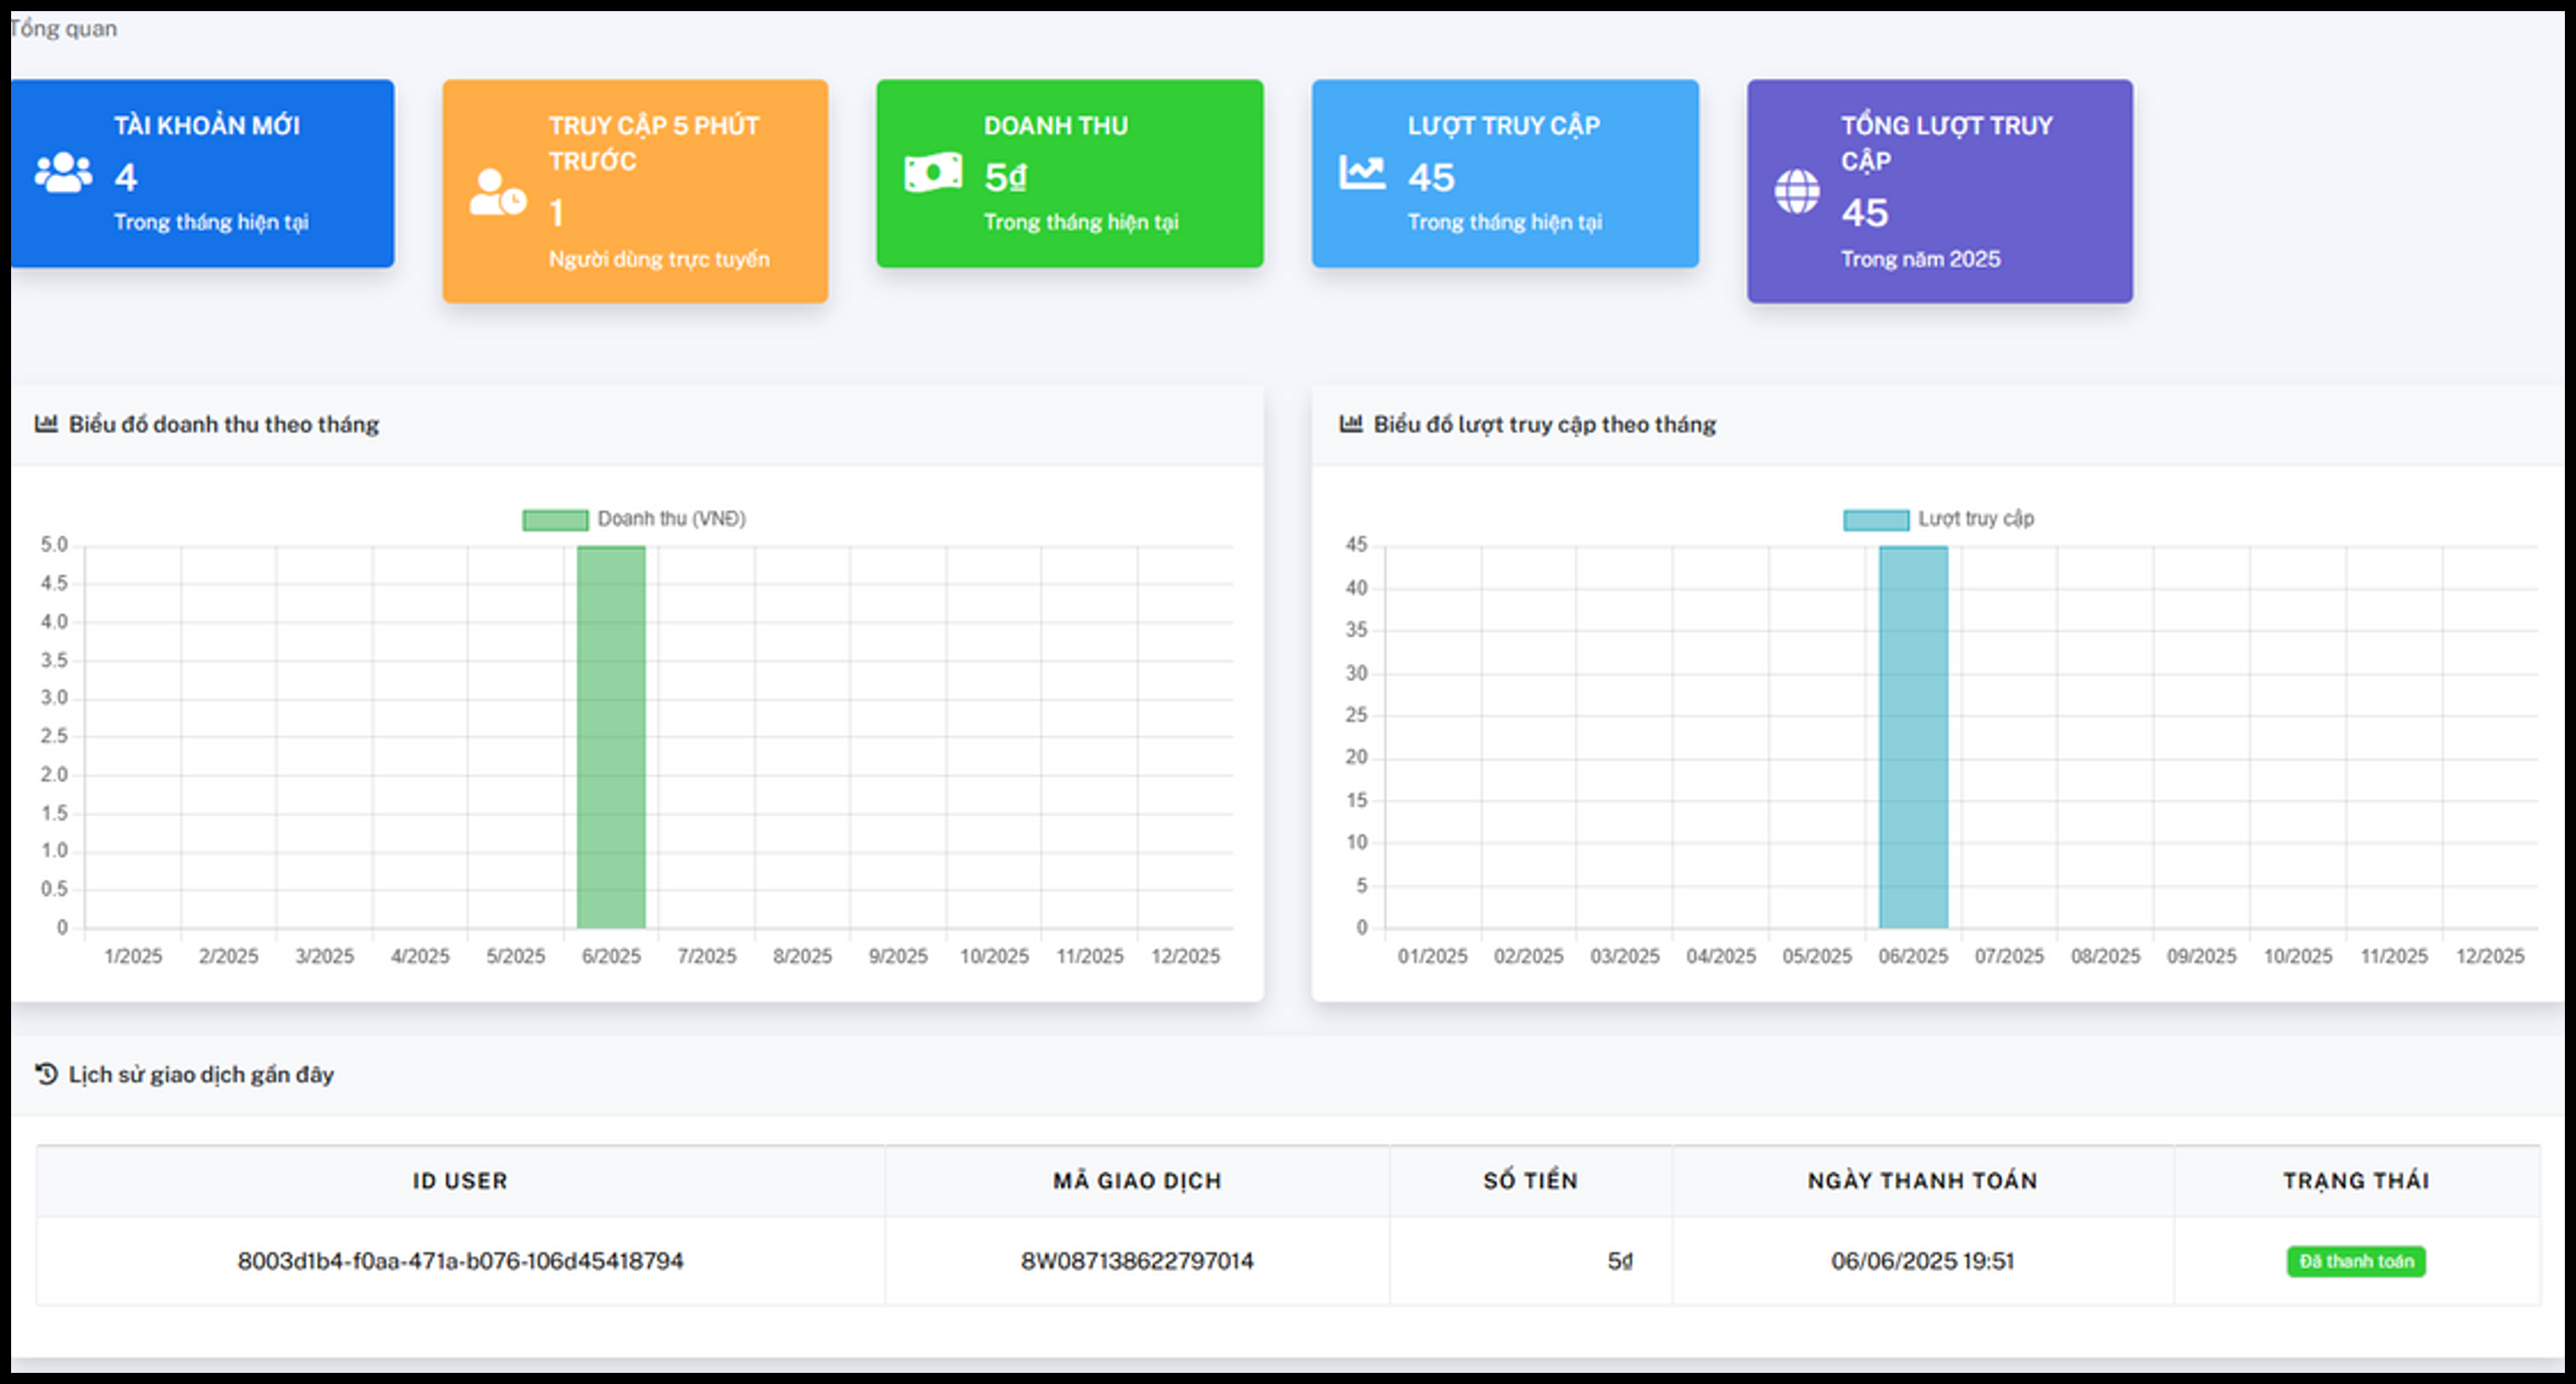 Tổng quan
TÀI KHOẢN MỚI
4
Trong tháng hiện tại
TRUY CẬP 5 PHÚT
TRƯỚC
1
Người dùng trực tuyến
DOANH THU
5₫
Trong tháng hiện tại
LƯỢT TRUY CẬP
45
Trong tháng hiện tại
TỔNG LƯỢT TRUY
CẬP
45
Trong năm 2025
Biểu đồ doanh thu theo tháng
Doanh thu (VNĐ)
5.0
4.5
4.0
3.5
3.0
2.5
2.0
1.5
1.0
0.5
0
1/2025 2/2025 3/2025 4/2025 5/2025 6/2025 7/2025 8/2025 9/2025 10/2025 11/2025 12/2025
Biểu đồ lượt truy cập theo tháng
Lượt truy cập
45
40
35
30
25
20
15
10
5
0
01/2025 02/2025 03/2025 04/2025 05/2025 06/2025 07/2025 08/2025 09/2025 10/2025 11/2025 12/2025
Lịch sử giao dịch gần đây
ID USER MÃ GIAO DỊCH SỐ TIỀN NGÀY THANH TOÁN TRẠNG THÁI
8003d1b4-f0aa-471a-b076-106d45418794 8W087138622797014 5₫ 06/06/2025 19:51 Đã thanh toán